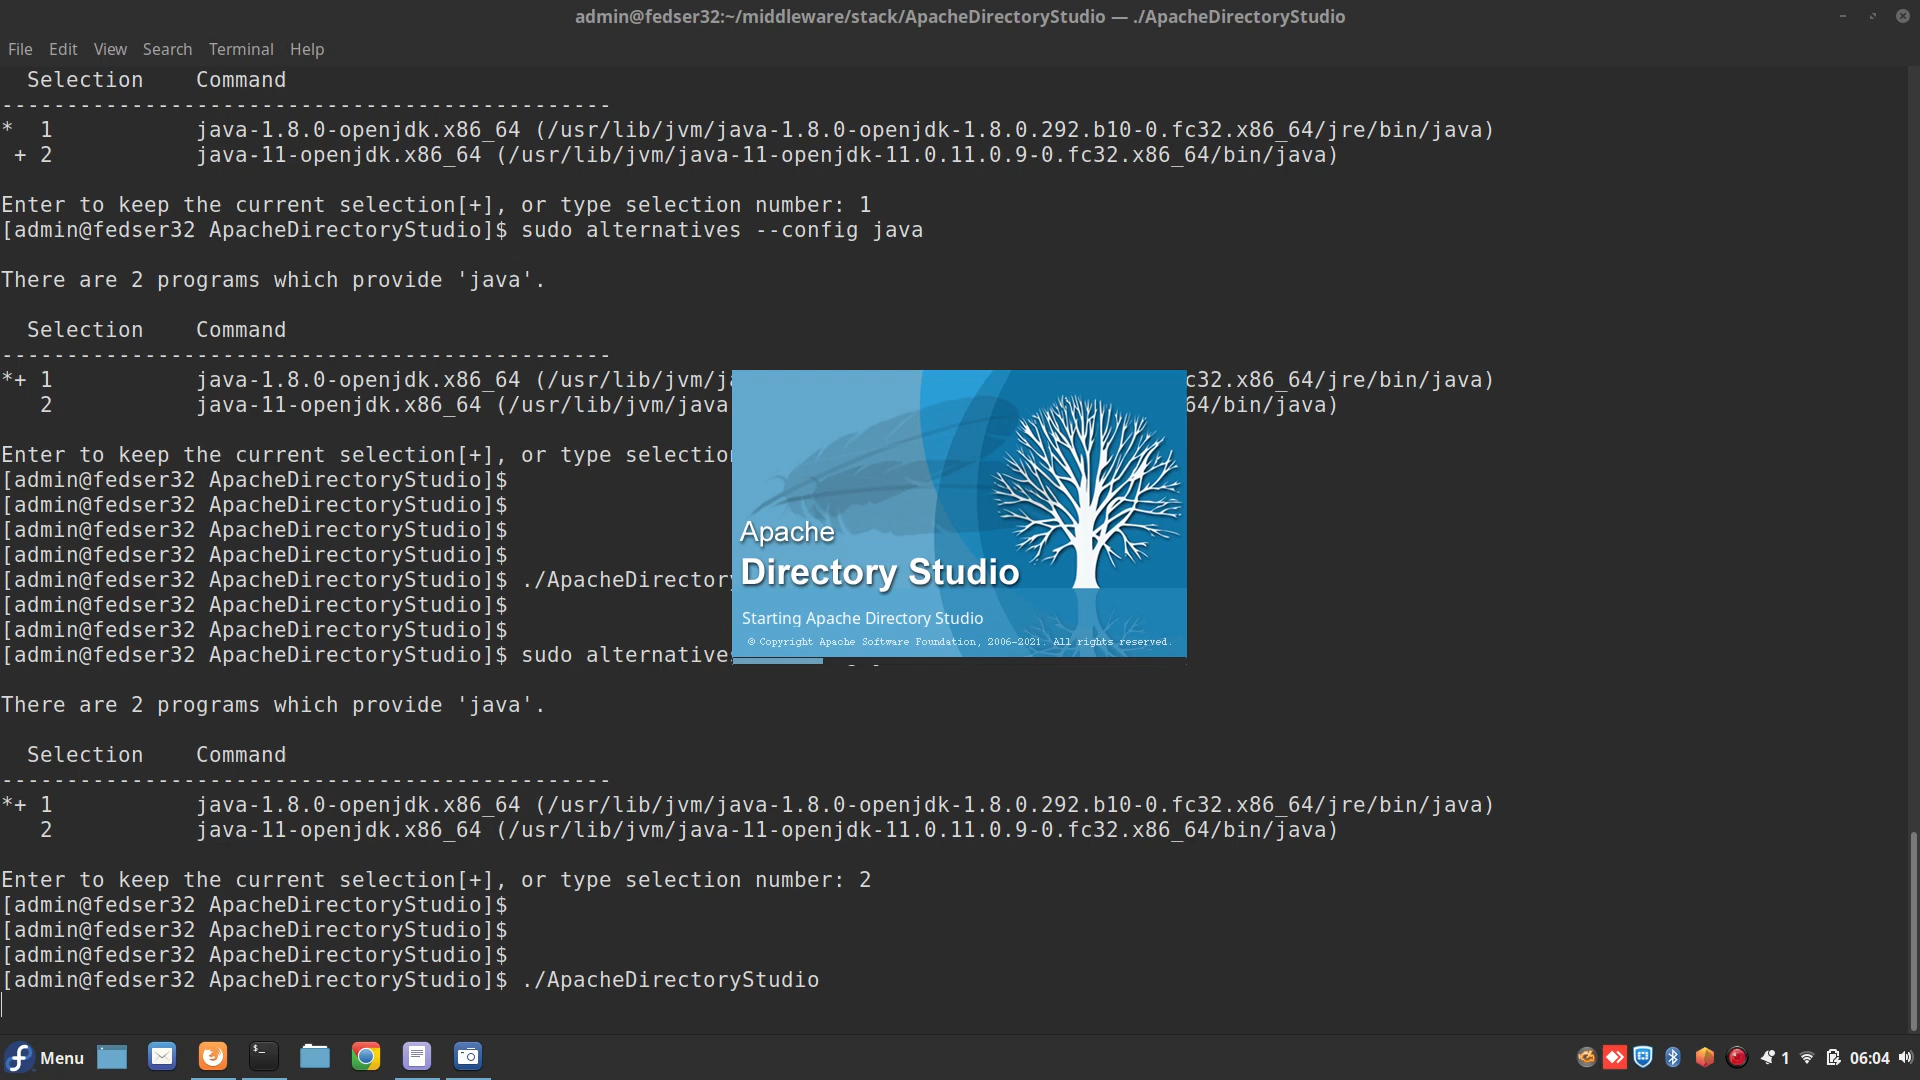 admin@fedser32:~/middleware/stack/ApacheDirectoryStudio — ./ApacheDirectoryStudio
File Edit View Search Terminal Help
  Selection    Command
-----------------------------------------------
*  1           java-1.8.0-openjdk.x86_64 (/usr/lib/jvm/java-1.8.0-openjdk-1.8.0.292.b10-0.fc32.x86_64/jre/bin/java)
 + 2           java-11-openjdk.x86_64 (/usr/lib/jvm/java-11-openjdk-11.0.11.0.9-0.fc32.x86_64/bin/java)
Enter to keep the current selection[+], or type selection number: 1
[admin@fedser32 ApacheDirectoryStudio]$ sudo alternatives --config java
There are 2 programs which provide 'java'.
  Selection    Command
-----------------------------------------------
*+ 1           java-1.8.0-openjdk.x86_64 (/usr/lib/jvm/j c32.x86_64/jre/bin/java)
   2           java-11-openjdk.x86_64 (/usr/lib/jvm/java 64/bin/java)
Enter to keep the current selection[+], or type selection
[admin@fedser32 ApacheDirectoryStudio]$
[admin@fedser32 ApacheDirectoryStudio]$
[admin@fedser32 ApacheDirectoryStudio]$
[admin@fedser32 ApacheDirectoryStudio]$
[admin@fedser32 ApacheDirectoryStudio]$ ./ApacheDirectory
[admin@fedser32 ApacheDirectoryStudio]$
[admin@fedser32 ApacheDirectoryStudio]$
[admin@fedser32 ApacheDirectoryStudio]$ sudo alternatives
Apache
Directory Studio
Starting Apache Directory Studio
© Copyright Apache Software Foundation, 2006-2021. All rights reserved.
There are 2 programs which provide 'java'.
  Selection    Command
-----------------------------------------------
*+ 1           java-1.8.0-openjdk.x86_64 (/usr/lib/jvm/java-1.8.0-openjdk-1.8.0.292.b10-0.fc32.x86_64/jre/bin/java)
   2           java-11-openjdk.x86_64 (/usr/lib/jvm/java-11-openjdk-11.0.11.0.9-0.fc32.x86_64/bin/java)
Enter to keep the current selection[+], or type selection number: 2
[admin@fedser32 ApacheDirectoryStudio]$
[admin@fedser32 ApacheDirectoryStudio]$
[admin@fedser32 ApacheDirectoryStudio]$
[admin@fedser32 ApacheDirectoryStudio]$ ./ApacheDirectoryStudio
Menu 1 06:04